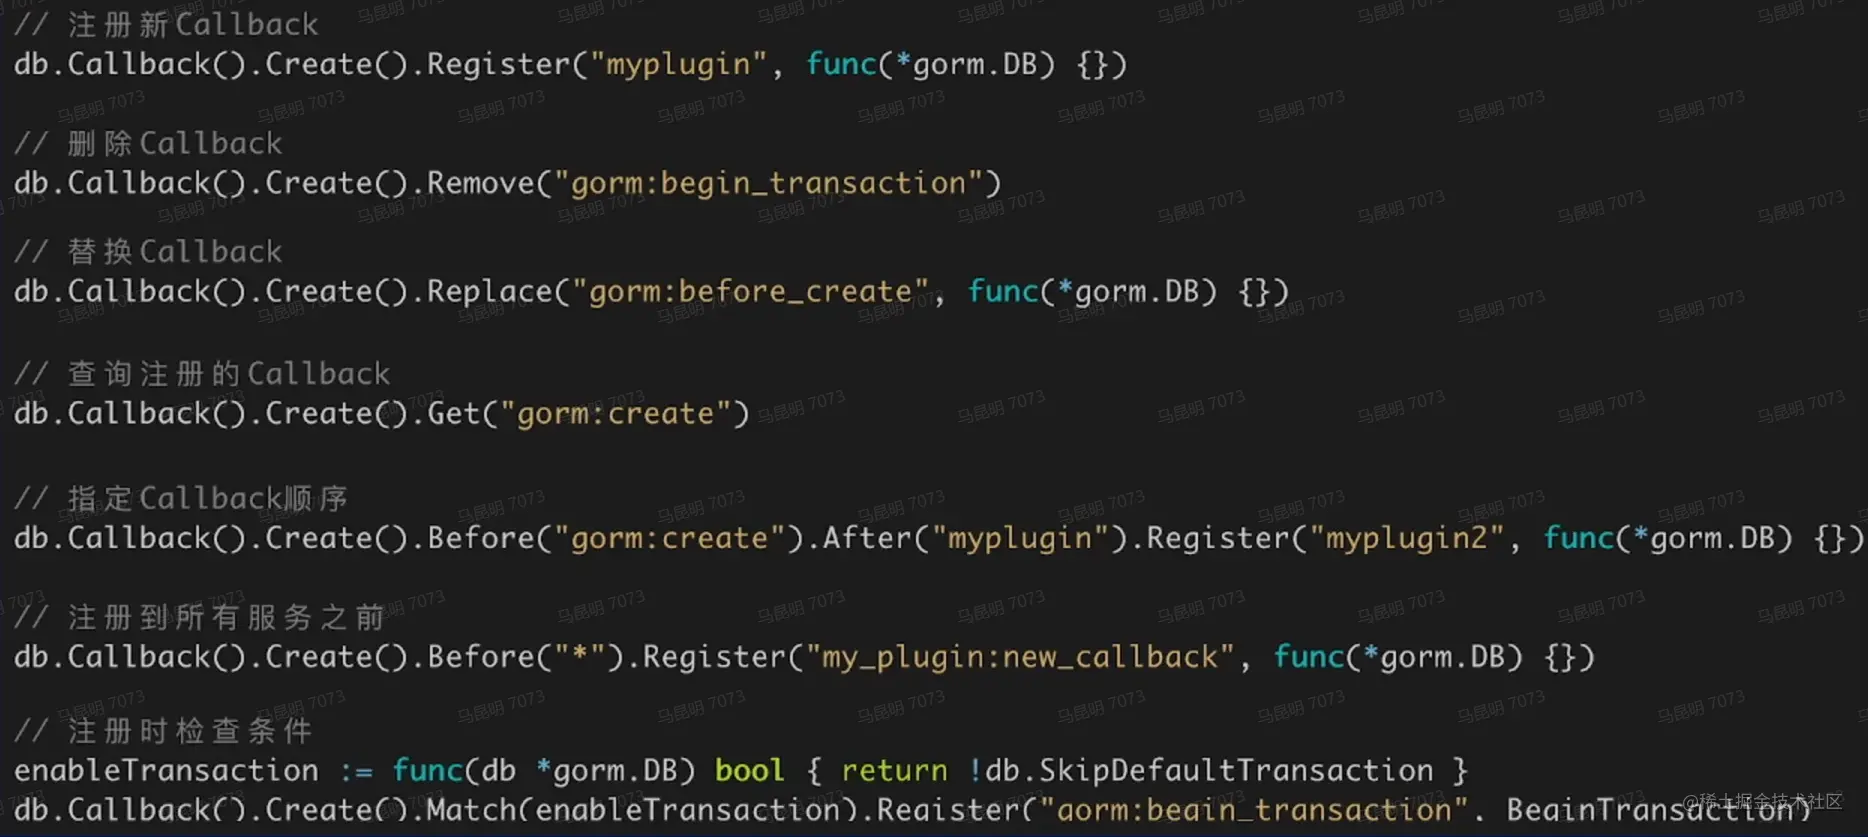 // 注册新Callback
db.Callback().Create().Register("myplugin", func(*gorm.DB) {})
// 删除Callback
db.Callback().Create().Remove("gorm:begin_transaction")
// 替换Callback
db.Callback().Create().Replace("gorm:before_create", func(*gorm.DB) {})
// 查询注册的Callback
db.Callback().Create().Get("gorm:create")
// 指定Callback顺序
db.Callback().Create().Before("gorm:create").After("myplugin").Register("myplugin2", func(*gorm.DB) {})
// 注册到所有服务之前
db.Callback().Create().Before("*").Register("my_plugin:new_callback", func(*gorm.DB) {})
// 注册时检查条件
enableTransaction := func(db *gorm.DB) bool { return !db.SkipDefaultTransaction }
db.Callback().Create().Match(enableTransaction).Register("gorm:begin_transaction", BeginTransaction)
@稀土掘金技术社区
马昆明 7073